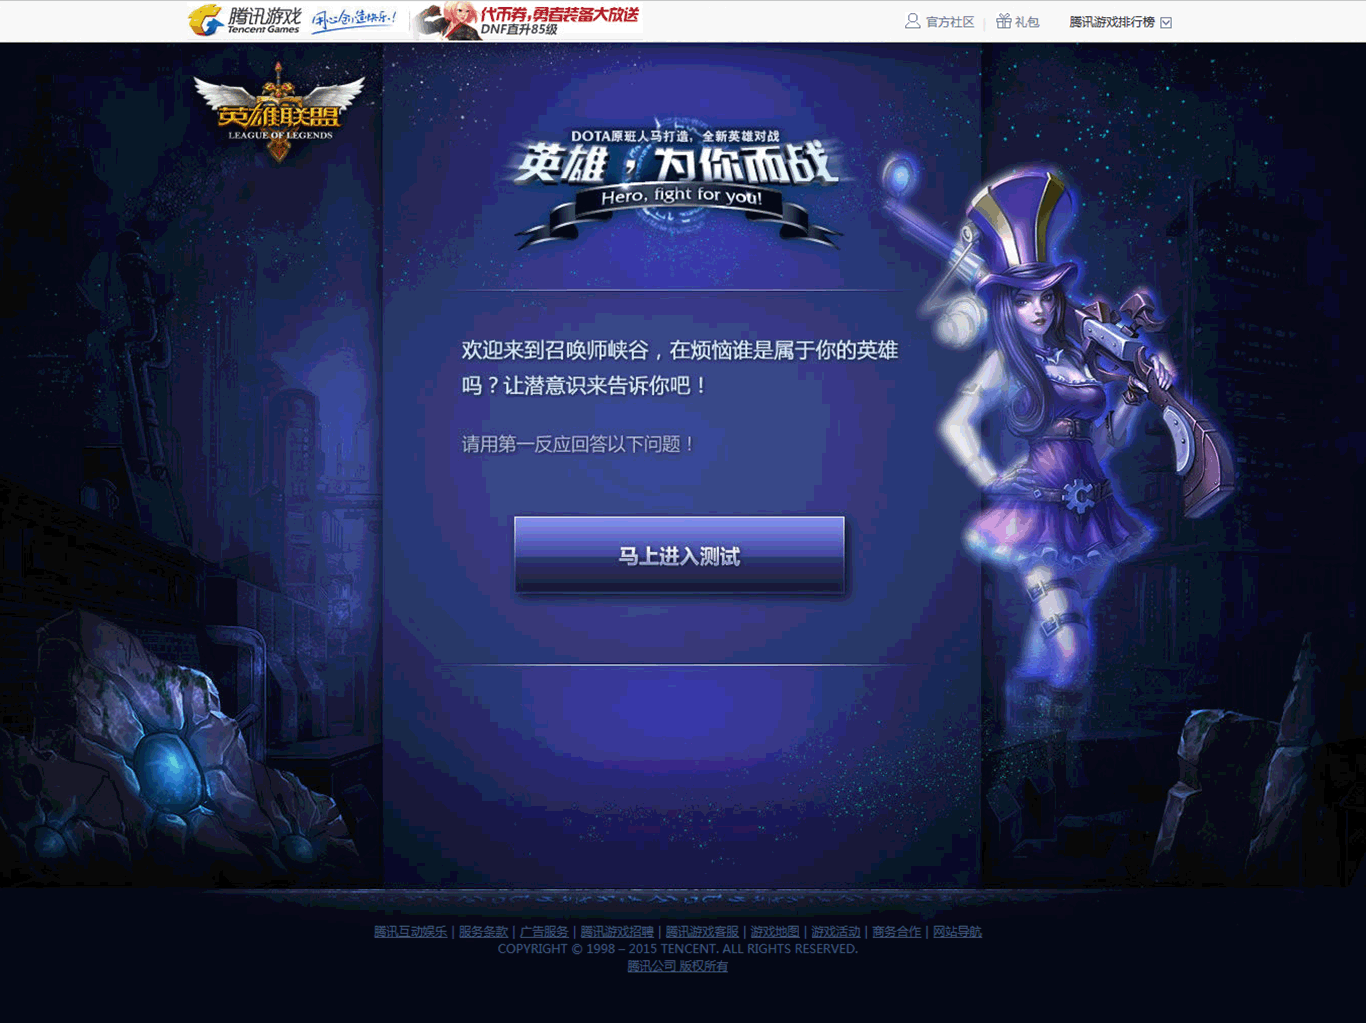 腾讯游戏
Tencent Games
开心,创造快乐!
代币券,勇者装备大放送
DNF直升85级
官方社区
礼包
腾讯游戏排行榜
英雄联盟
LEAGUE OF LEGENDS
DOTA原班人马打造，全新英雄对战
英雄，为你而战
Hero, fight for you!
欢迎来到召唤师峡谷，在烦恼谁是属于你的英雄
吗？让潜意识来告诉你吧！
请用第一反应回答以下问题！
马上进入测试
腾讯互动娱乐 | 服务条款 | 广告服务 | 腾讯游戏招聘 | 腾讯游戏客服 | 游戏地图 | 游戏活动 | 商务合作 | 网站导航
COPYRIGHT © 1998 – 2015 TENCENT. ALL RIGHTS RESERVED.
腾讯公司 版权所有